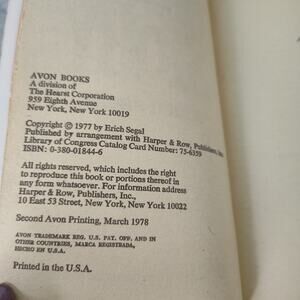 AVON BOOKS
A division of
The Hearst Corporation
959 Eighth Avenue
New York, New York 10019
Copyright © 1977 by Erich Segal
Published by arrangement with Harper & Row, Publishers, Inc.
Library of Congress Catalog Card Number: 75-6359
ISBN: 0-380-01844-6
All rights reserved, which includes the right
to reproduce this book or portions thereof in
any form whatsoever. For information address
Harper & Row, Publishers, Inc.,
10 East 53 Street, New York, New York 10022
Second Avon Printing, March 1978
AVON TRADEMARK REG. U.S. PAT. OFF. AND IN
OTHER COUNTRIES, MARCA REGISTRADA,
HECHO EN U.S.A.
Printed in the U.S.A.